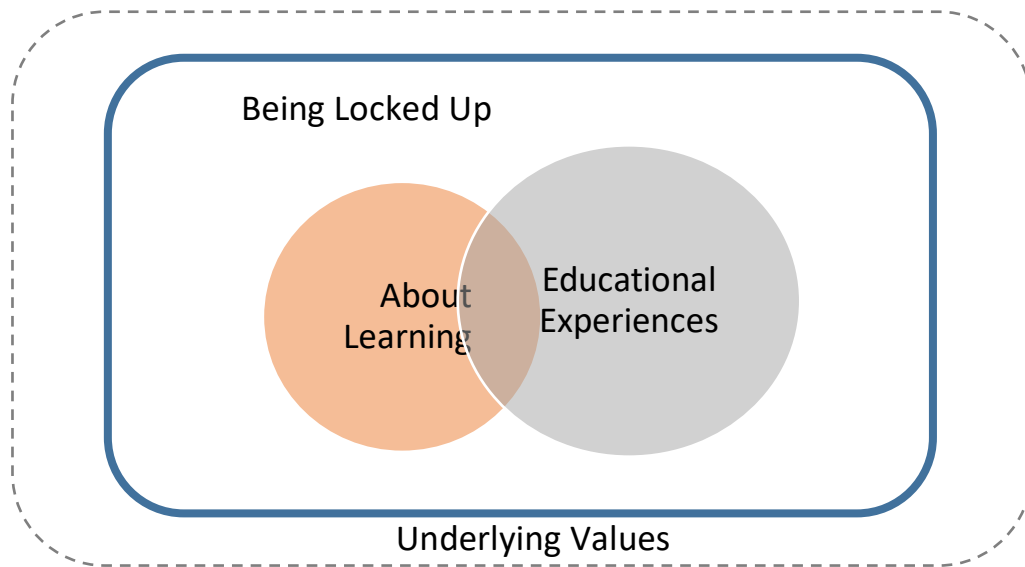 Being Locked Up
About
Learning
Educational
Experiences
Underlying Values